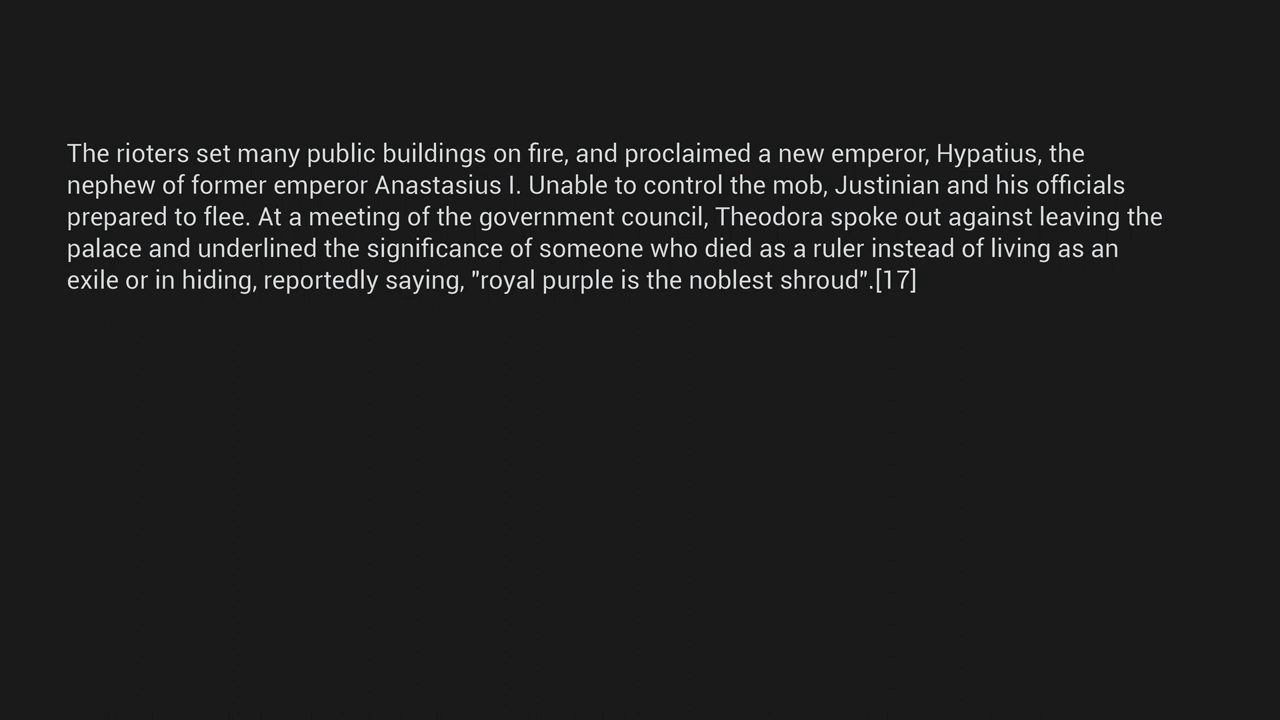 The rioters set many public buildings on fire, and proclaimed a new emperor, Hypatius, the
nephew of former emperor Anastasius I. Unable to control the mob, Justinian and his officials
prepared to flee. At a meeting of the government council, Theodora spoke out against leaving the
palace and underlined the significance of someone who died as a ruler instead of living as an
exile or in hiding, reportedly saying, "royal purple is the noblest shroud".[17]